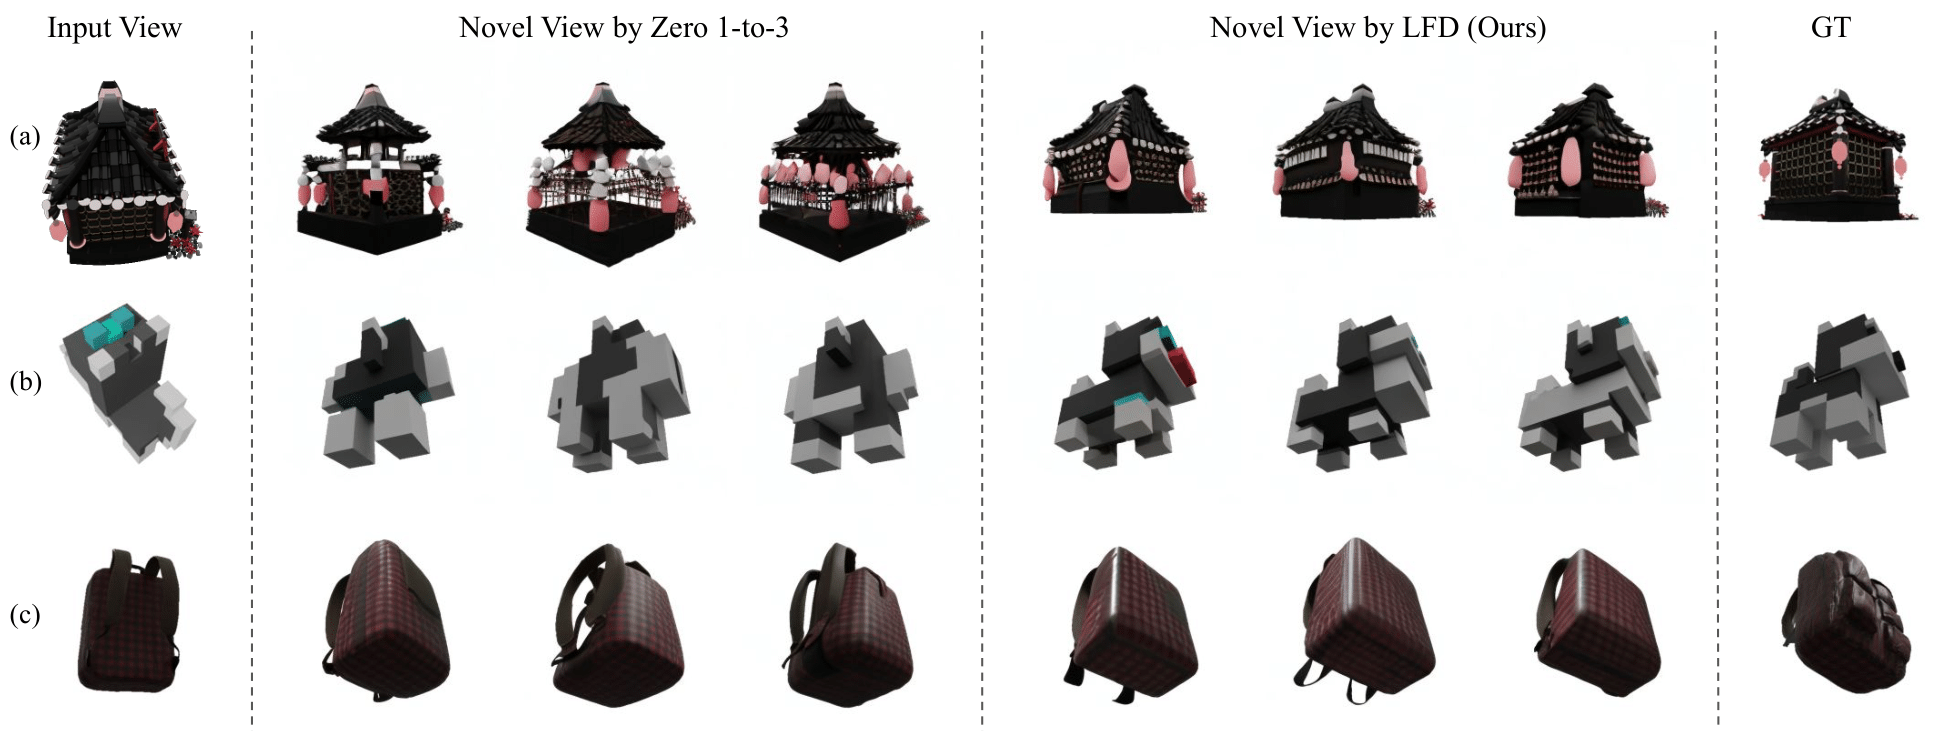 Input View
Novel View by Zero 1-to-3
Novel View by LFD (Ours)
GT
(a)
(b)
(c)